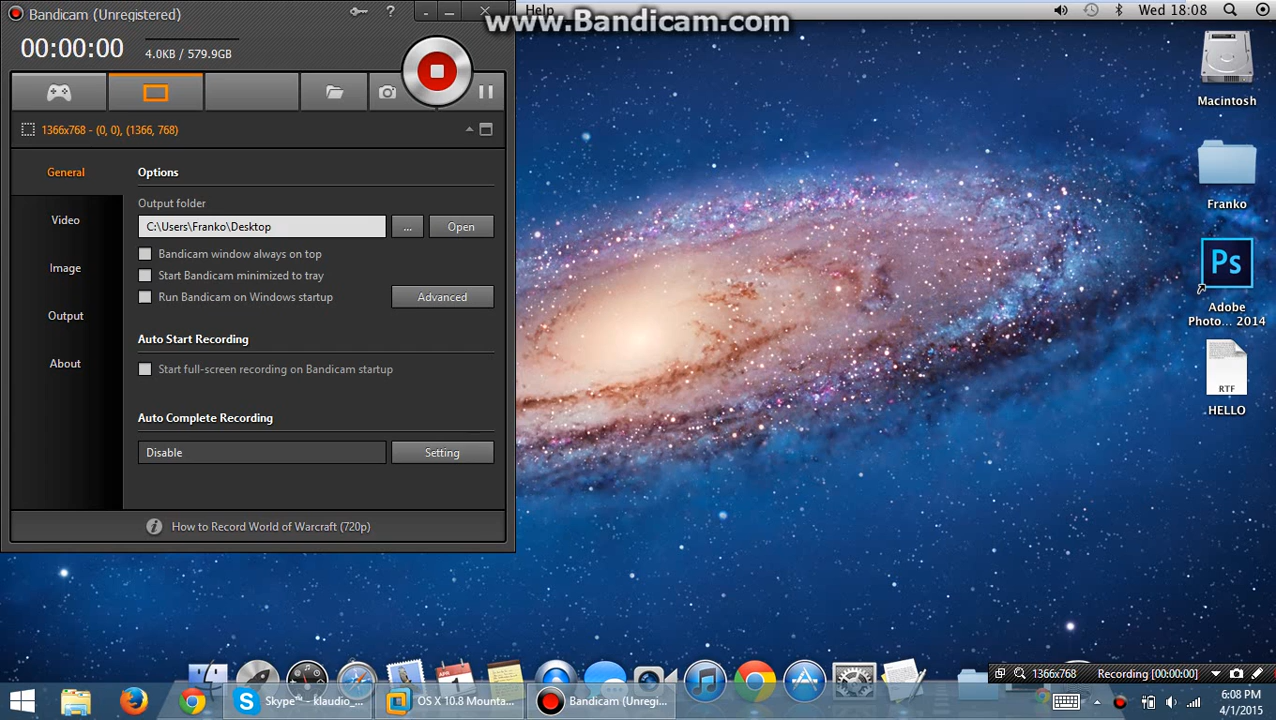 Bandicam (Unregistered)
Help
www.Bandicam.com
Wed 18:08
00:00:00
4.0KB / 579.9GB
1366x768 - (0, 0), (1366, 768)
General
Video
Image
Output
About
Options
Output folder
C:\Users\Franko\Desktop
...
Open
Bandicam window always on top
Start Bandicam minimized to tray
Run Bandicam on Windows startup
Advanced
Auto Start Recording
Start full-screen recording on Bandicam startup
Auto Complete Recording
Disable
Setting
How to Record World of Warcraft (720p)
Macintosh
Franko
Ps
Adobe
Photo... 2014
RTF
HELLO
1366x768
Recording [00:00:00]
Skype™ - klaudio_...
OS X 10.8 Mounta...
Bandicam (Unregi...
6:08 PM
4/1/2015